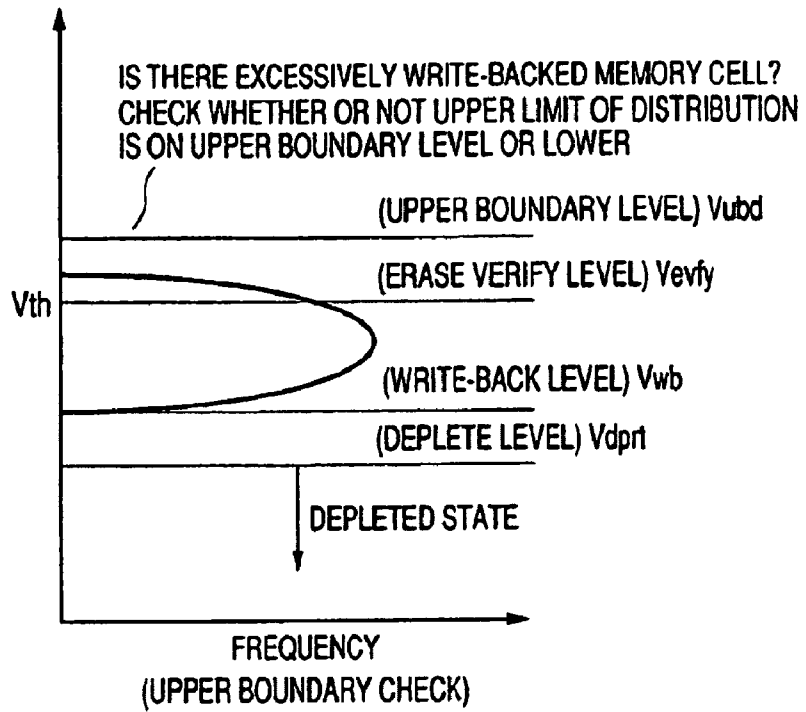 IS THERE EXCESSIVELY WRITE-BACKED MEMORY CELL?
CHECK WHETHER OR NOT UPPER LIMIT OF DISTRIBUTION
IS ON UPPER BOUNDARY LEVEL OR LOWER
(UPPER BOUNDARY LEVEL) Vubd
(ERASE VERIFY LEVEL) Vevfy
Vth
(WRITE-BACK LEVEL) Vwb
(DEPLETE LEVEL) Vdprt
DEPLETED STATE
FREQUENCY
(UPPER BOUNDARY CHECK)